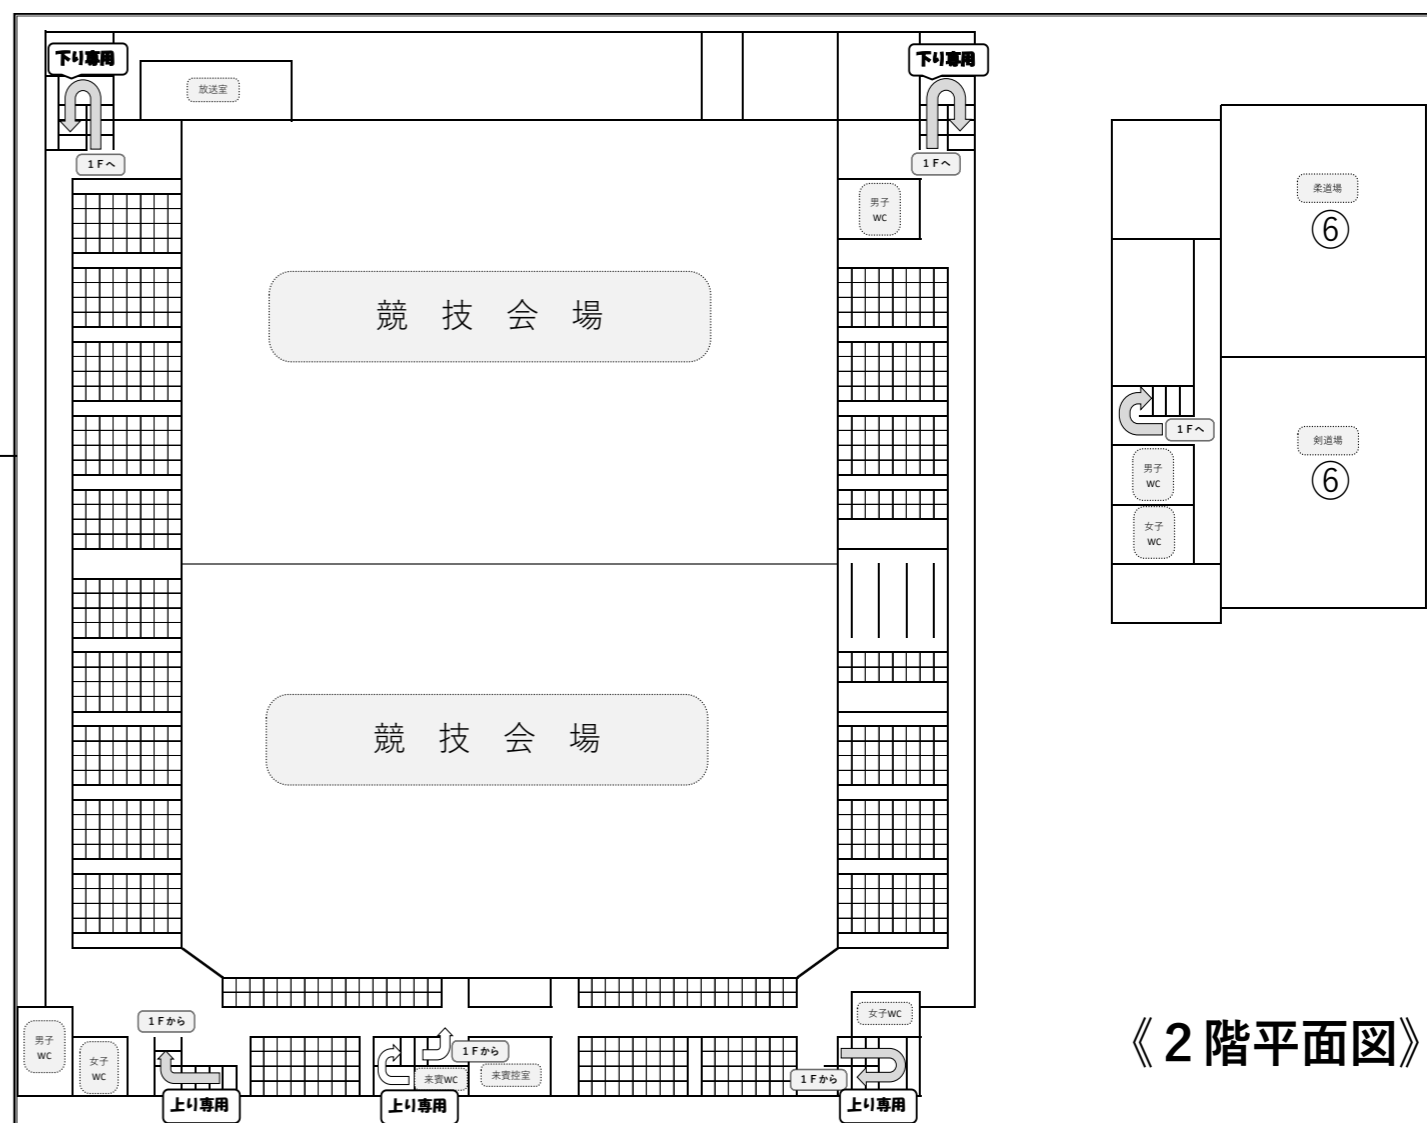 下り専用
下り専用
放送室
1Fへ
1Fへ
男子
WC
柔道場
⑥
競技会場
1Fへ
剣道場
⑥
男子
WC
女子
WC
競技会場
女子WC
1Fから
男子
WC
女子
WC
1Fから
来賓WC
来賓控室
1Fから
上り専用
上り専用
上り専用
《2階平面図》